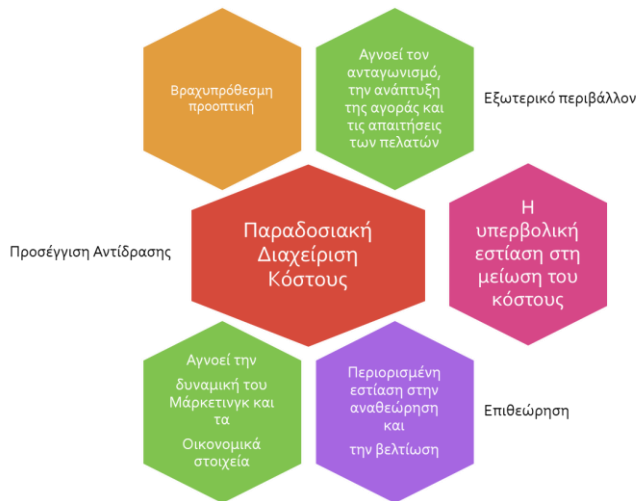 Βραχυπρόθεσμη
προοπτική
Αγνοεί τον
ανταγωνισμό,
την ανάπτυξη
της αγοράς και
τις απαιτήσεις
των πελατών
Εξωτερικό περιβάλλον
Προσέγγιση Αντίδρασης
Παραδοσιακή
Διαχείριση
Κόστους
Η
υπερβολική
εστίαση στη
μείωση του
κόστους
Αγνοεί την
δυναμική του
Μάρκετινγκ και
τα
Οικονομικά
στοιχεία
Περιορισμένη
εστίαση στην
αναθεώρηση
και
την βελτίωση
Επιθεώρηση